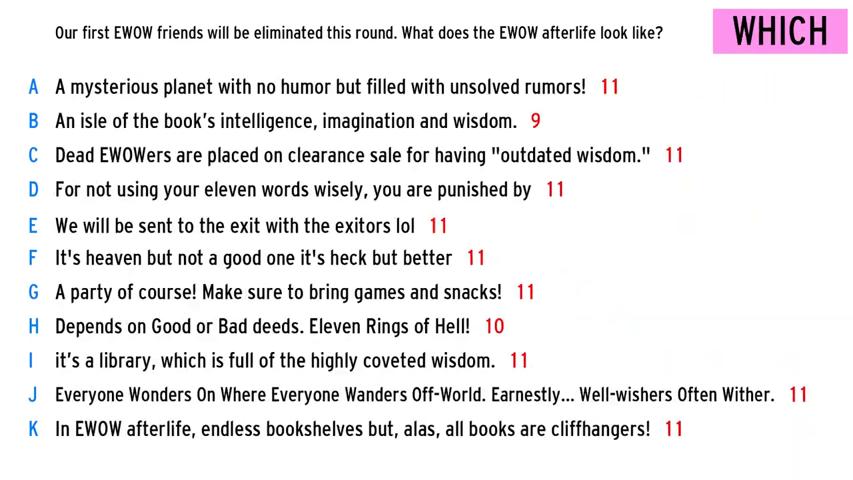 Our first EWOW friends will be eliminated this round. What does the EWOW afterlife look like?
WHICH
A A mysterious planet with no humor but filled with unsolved rumors! 11
B An isle of the book's intelligence, imagination and wisdom. 9
C Dead EWOWers are placed on clearance sale for having "outdated wisdom." 11
D For not using your eleven words wisely, you are punished by 11
E We will be sent to the exit with the exitors lol 11
F It's heaven but not a good one it's heck but better 11
G A party of course! Make sure to bring games and snacks! 11
H Depends on Good or Bad deeds. Eleven Rings of Hell! 10
I it's a library, which is full of the highly coveted wisdom. 11
J Everyone Wonders On Where Everyone Wanders Off-World. Earnestly... Well-wishers Often Wither. 11
K In EWOW afterlife, endless bookshelves but, alas, all books are cliffhangers! 11